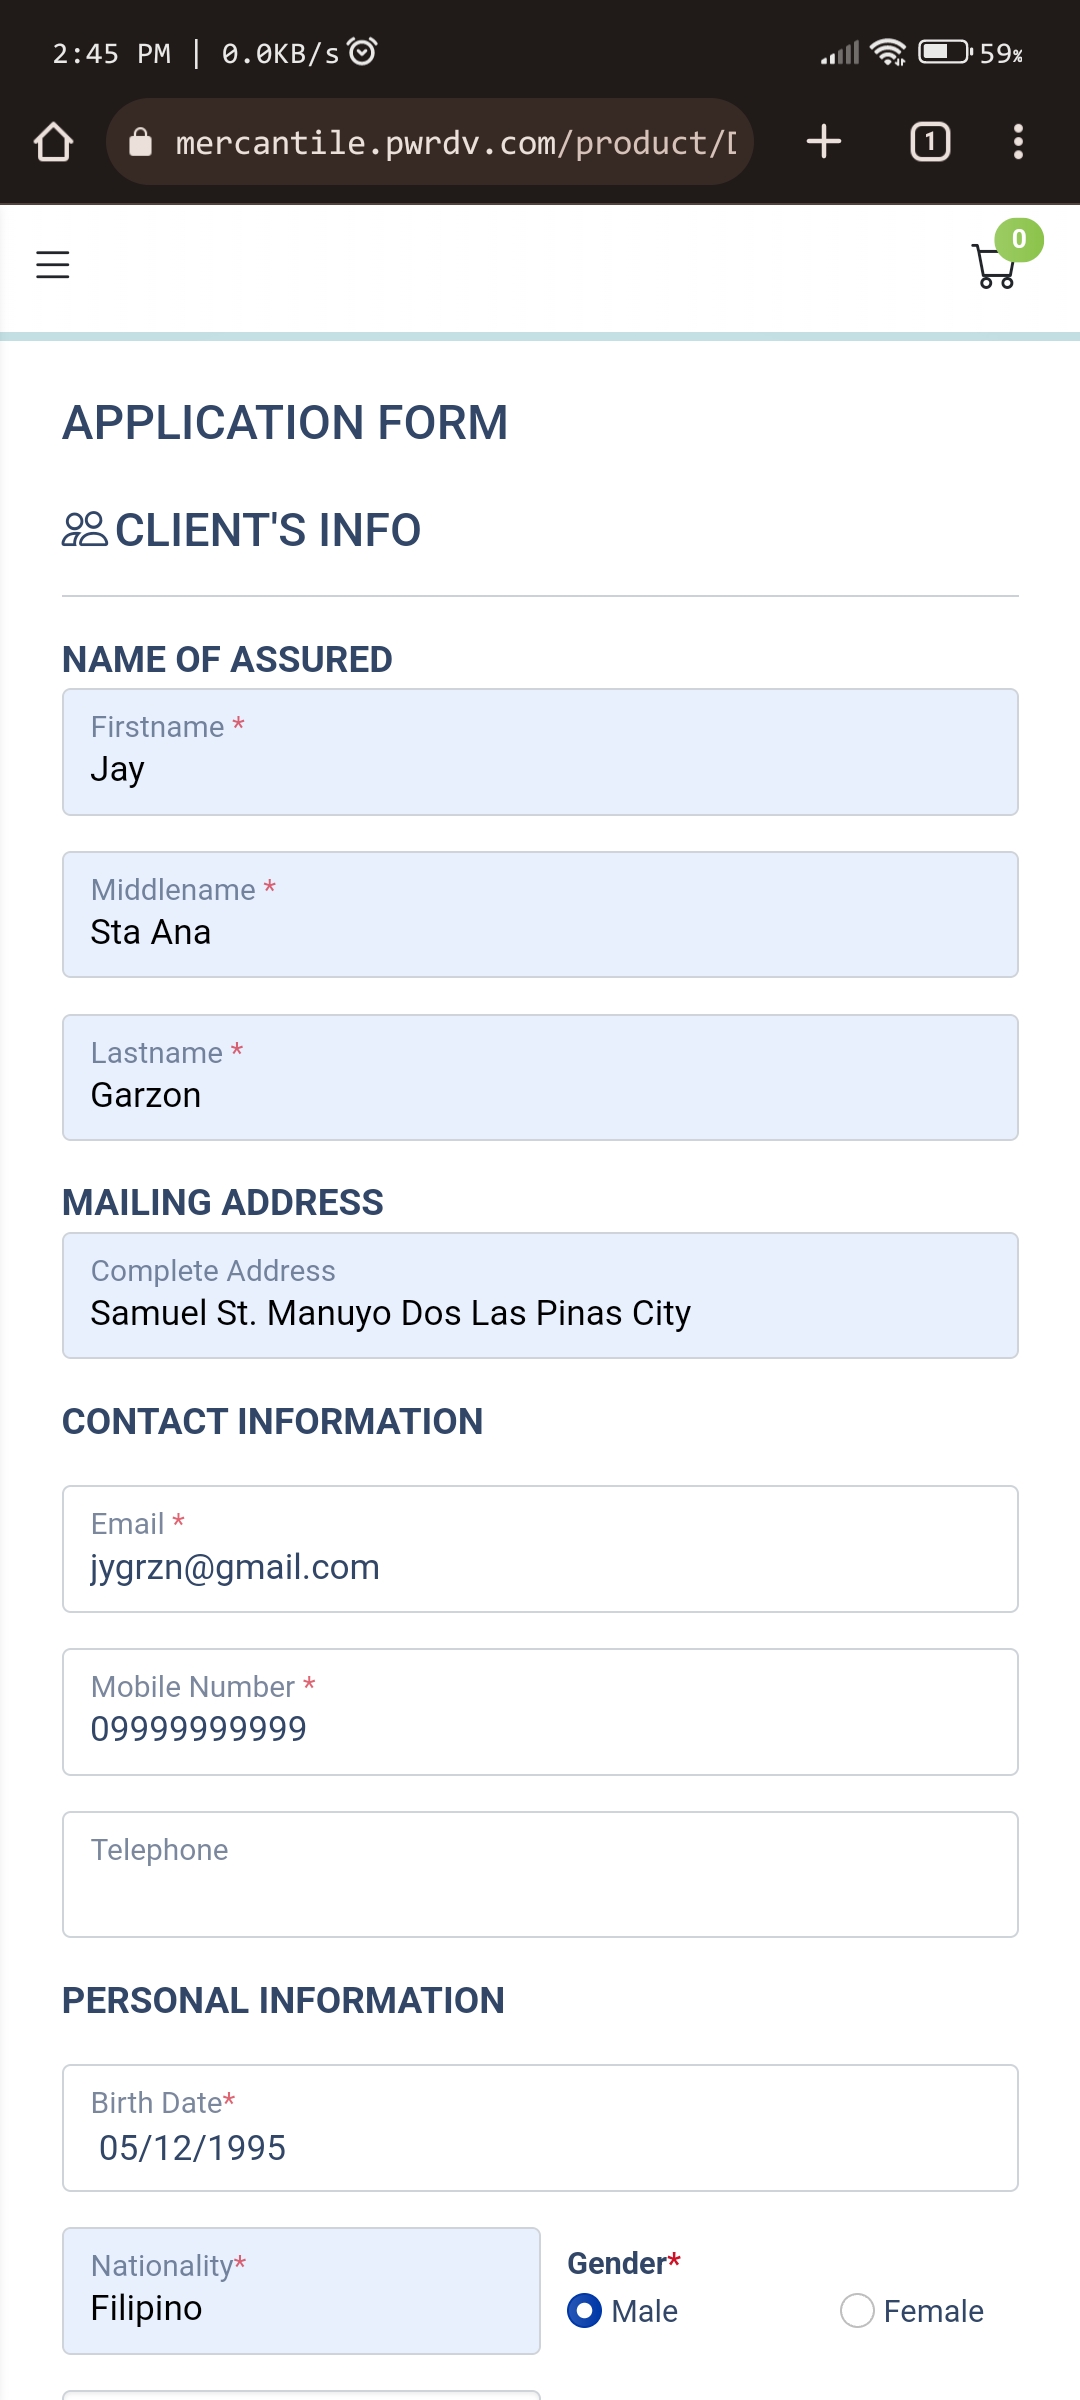 2:45 PM | 0.0KB/s 59%
mercantile.pwrdv.com/product/ 1
0
APPLICATION FORM
CLIENT'S INFO
NAME OF ASSURED
Firstname *
Jay
Middlename *
Sta Ana
Lastname *
Garzon
MAILING ADDRESS
Complete Address
Samuel St. Manuyo Dos Las Pinas City
CONTACT INFORMATION
Email *
jygrzn@gmail.com
Mobile Number *
09999999999
Telephone
PERSONAL INFORMATION
Birth Date*
05/12/1995
Nationality*
Filipino
Gender*
Male Female